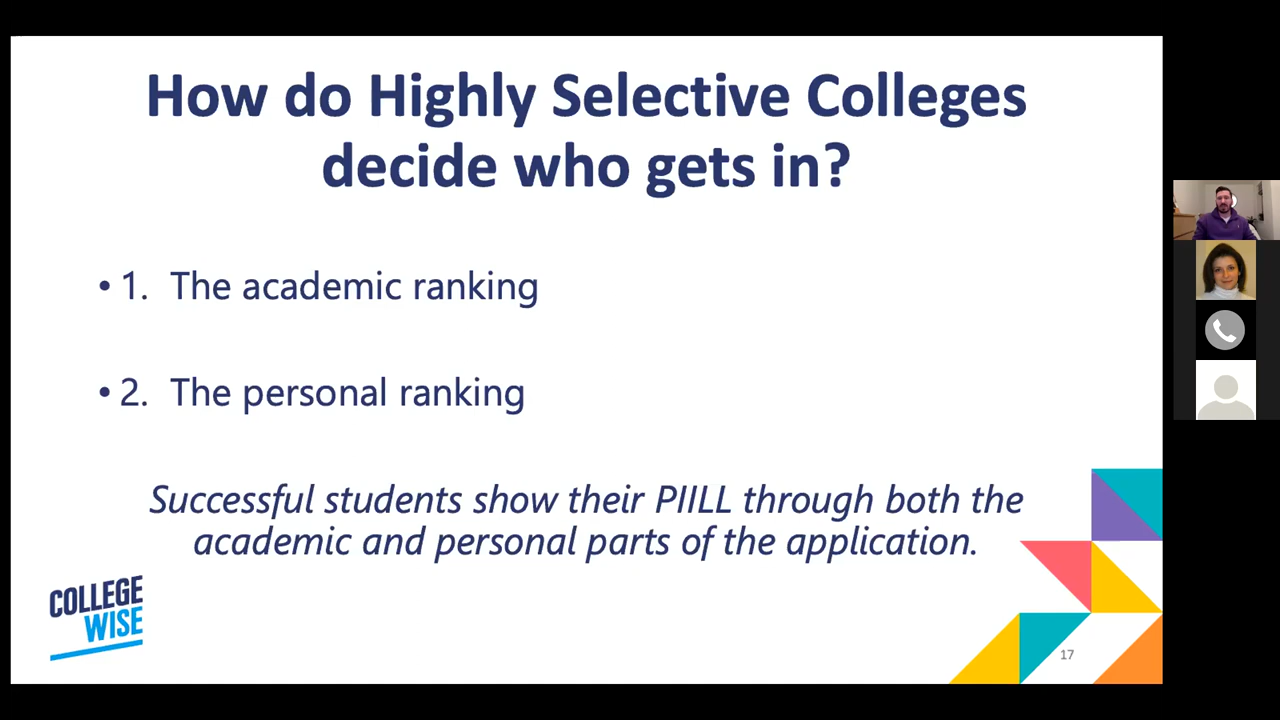 How do Highly Selective Colleges
decide who gets in?
• 1. The academic ranking
• 2. The personal ranking
Successful students show their PIILL through both the
academic and personal parts of the application.
COLLEGE
WISE
17